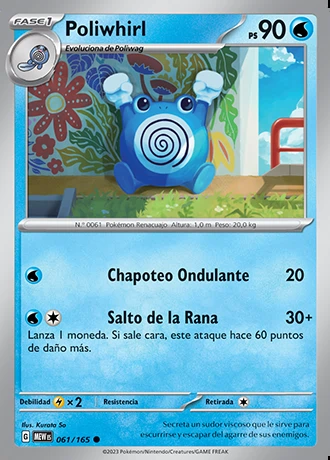 FASE 1
Poliwhirl
PS 90
Evoluciona de Poliwag
N.º 0061 Pokémon Renacuajo Altura: 1,0 m Peso: 20,0 kg
Chapoteo Ondulante 20
Salto de la Rana 30+
Lanza 1 moneda. Si sale cara, este ataque hace 60 puntos
de daño más.
Debilidad ×2 Resistencia Retirada
Ilus. Kurata So
G MEW ES 061/165
Secreta un sudor viscoso que le sirve para
escurrirse y escapar del agarre de sus enemigos.
©2023 Pokémon/Nintendo/Creatures/GAME FREAK